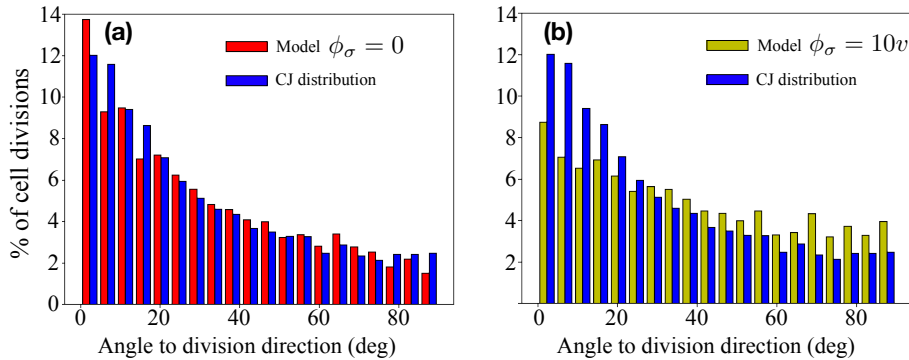 (a)
Model ϕσ = 0
CJ distribution
% of cell divisions
14
12
10
8
6
4
2
0
0 20 40 60 80
Angle to division direction (deg)
(b)
Model ϕσ = 10v
CJ distribution
14
12
10
8
6
4
2
0 20 40 60 80
Angle to division direction (deg)